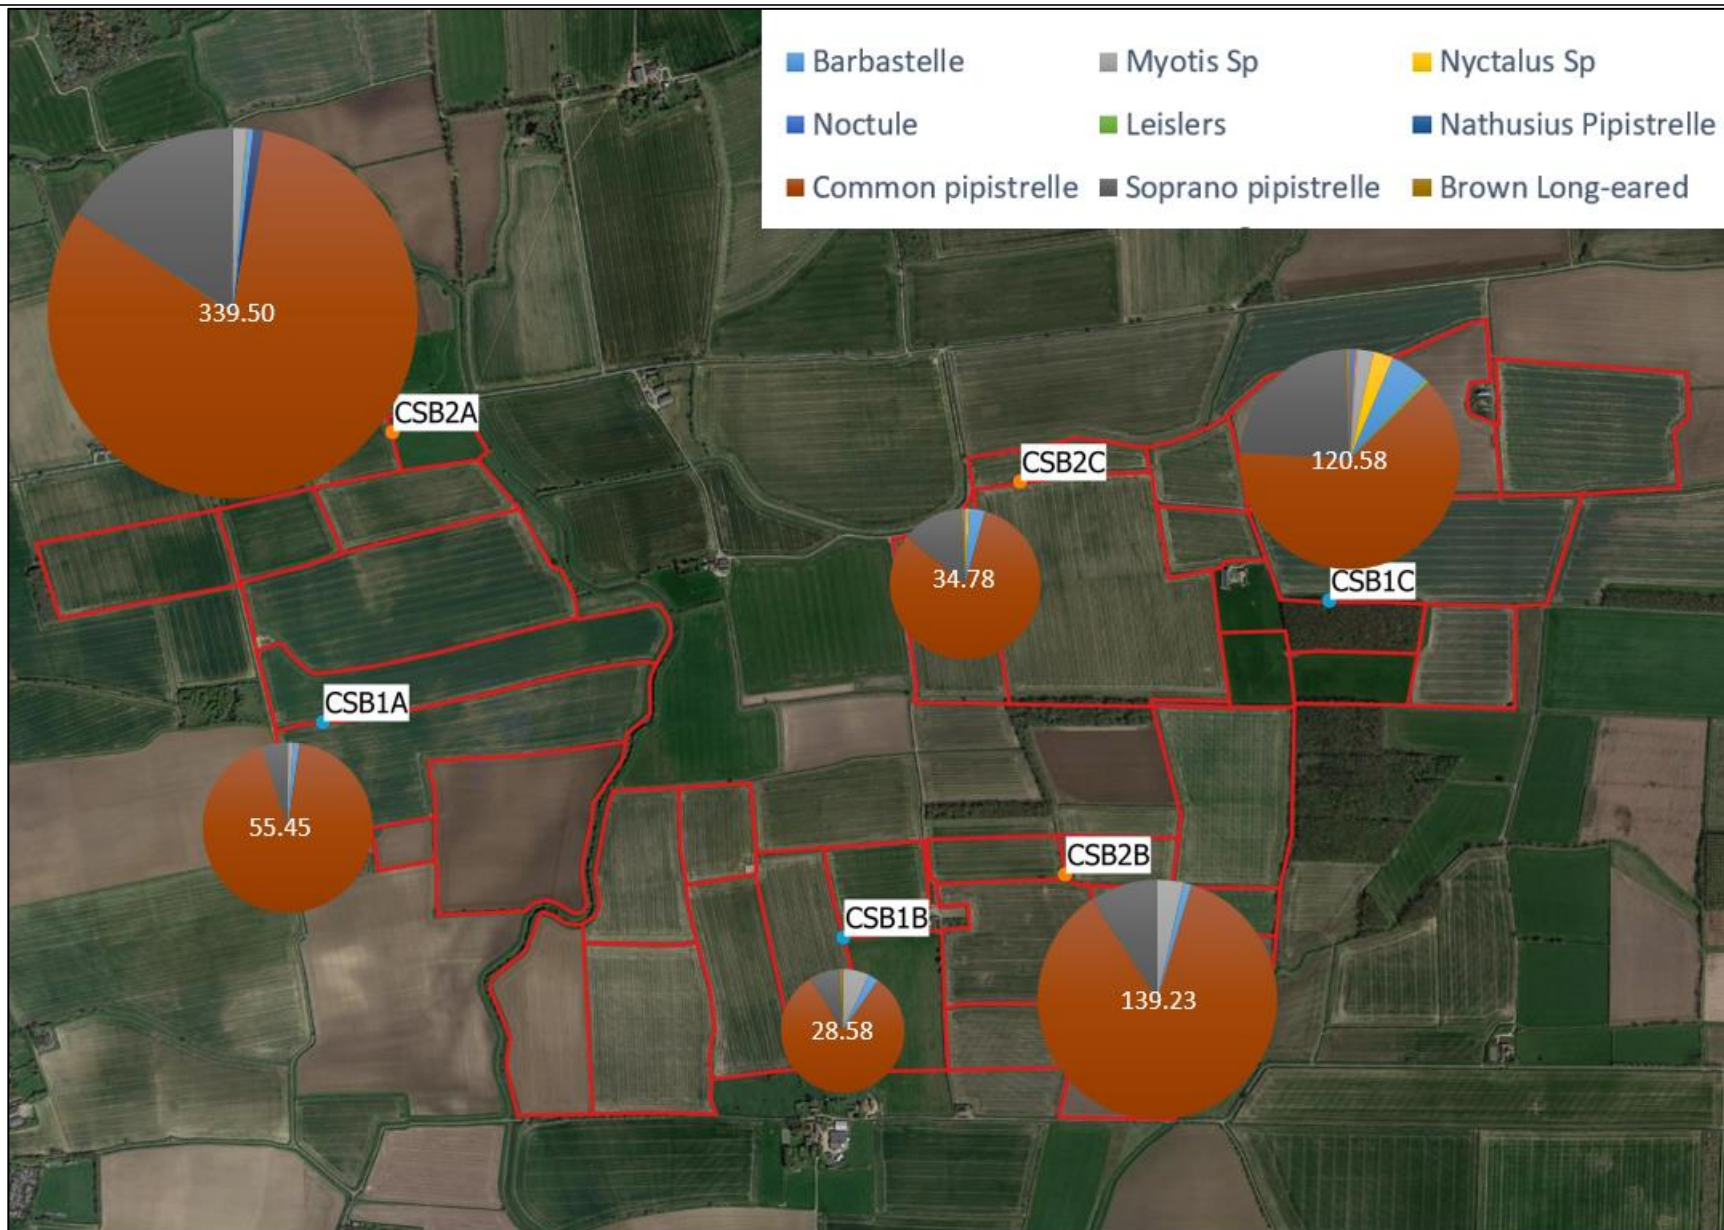 Barbastelle Myotis Sp Nyctalus Sp
Noctule Leislers Nathusius Pipistrelle
Common pipistrelle Soprano pipistrelle Brown Long-eared
339.50
CSB2A
CSB2C
120.58
34.78
CSB1C
CSB1A
55.45
CSB2B
CSB1B
139.23
28.58